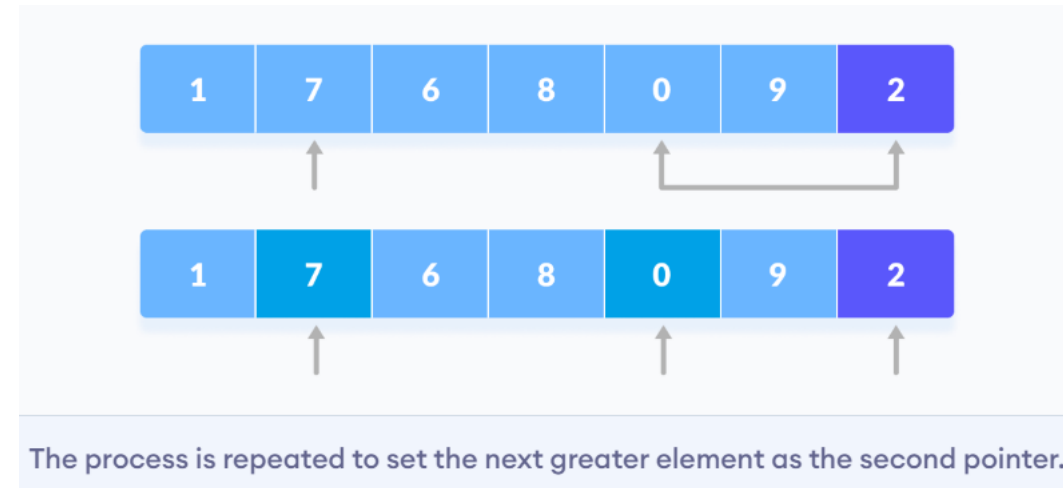 1 7 6 8 0 9 2
1 7 6 8 0 9 2
The process is repeated to set the next greater element as the second pointer.